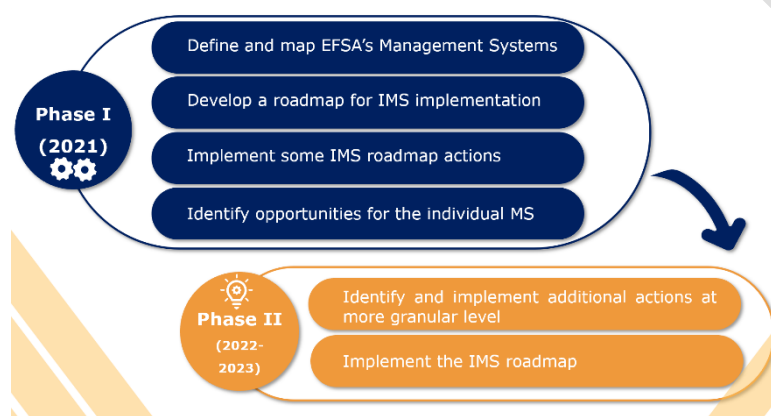 Phase I
(2021)
Define and map EFSA's Management Systems
Develop a roadmap for IMS implementation
Implement some IMS roadmap actions
Identify opportunities for the individual MS
Phase II
(2022-
2023)
Identify and implement additional actions at
more granular level
Implement the IMS roadmap